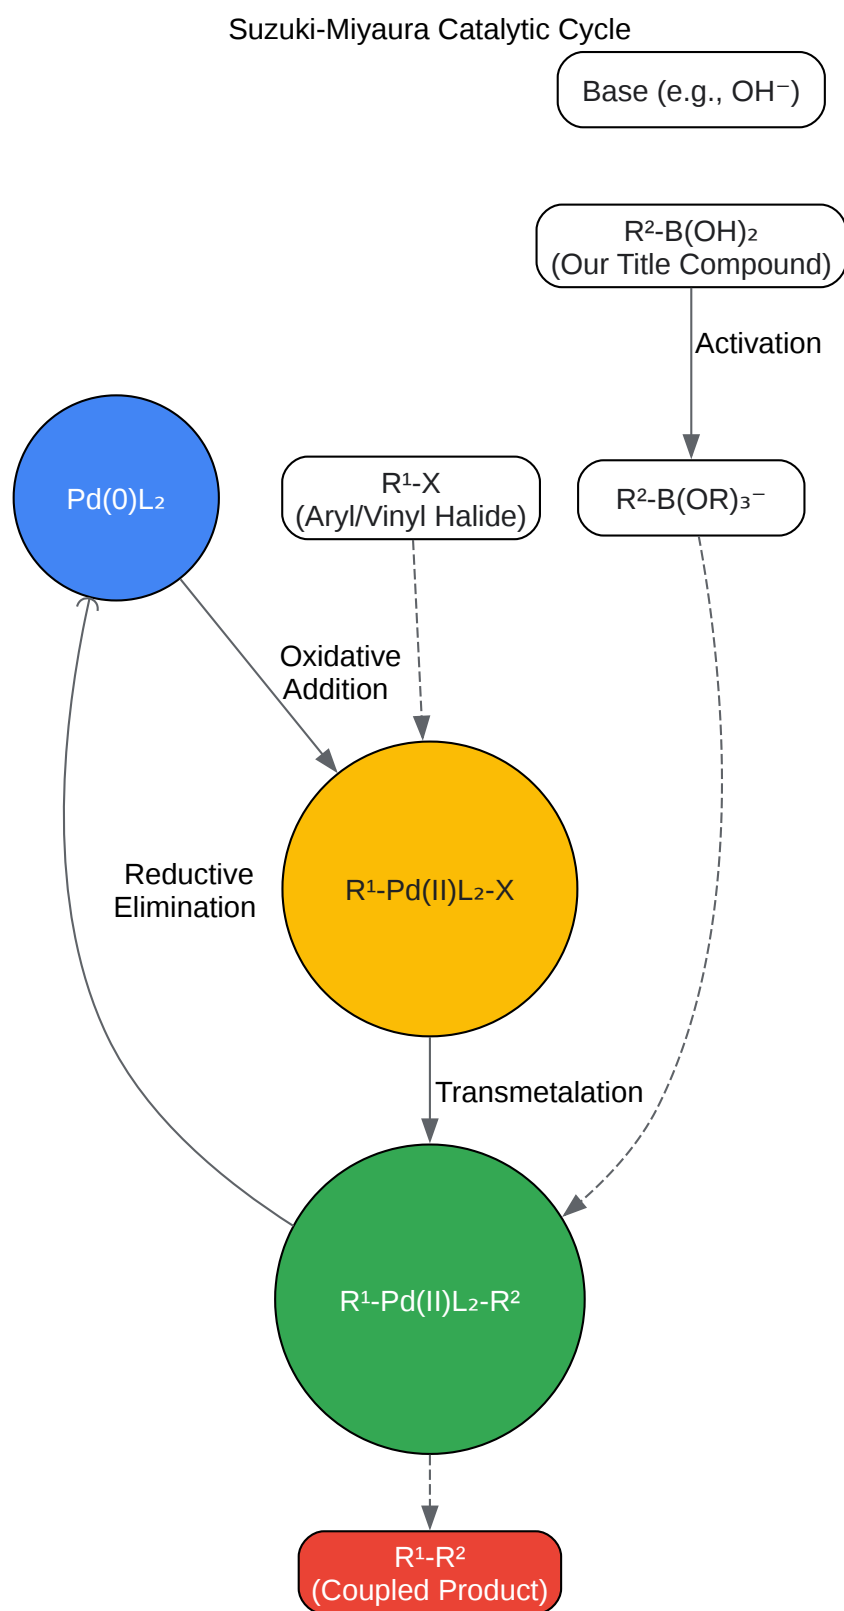 Suzuki-Miyaura Catalytic Cycle
Base (e.g., OH⁻)
R²-B(OH)₂
(Our Title Compound)
Activation
Pd(0)L₂
R¹-X
(Aryl/Vinyl Halide)
R²-B(OR)₃⁻
Oxidative
Addition
Reductive
Elimination
R¹-Pd(II)L₂-X
Transmetalation
R¹-Pd(II)L₂-R²
R¹-R²
(Coupled Product)